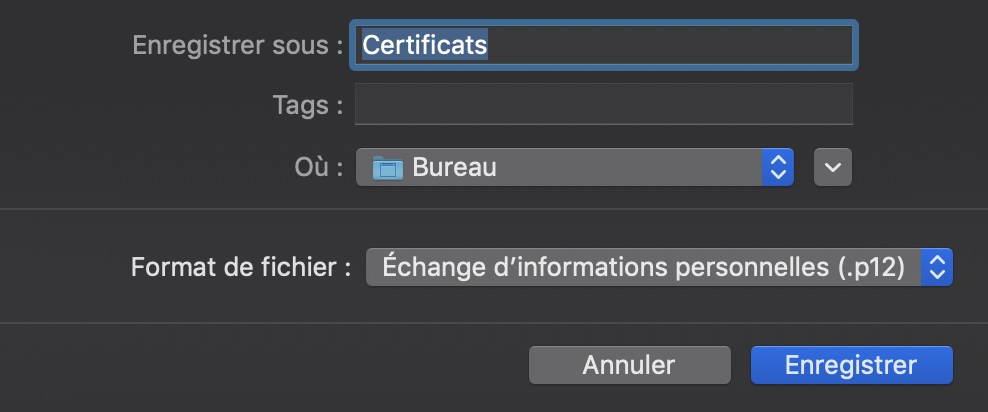 Enregistrer sous : Certificats
Tags :
Où : Bureau
Format de fichier : Échange d’informations personnelles (.p12)
Annuler Enregistrer